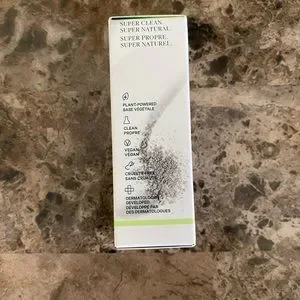 SUPER CLEAN.
SUPER NATURAL.
SUPER PROPRE.
SUPER NATUREL.
PLANT-POWERED
BASE VÉGÉTALE
CLEAN
PROPRE
VEGAN
VÉGAN
CRUELTY-FREE
SANS CRUAUTÉ
DERMATOLOGIST
DEVELOPED
DÉVELOPPÉ PAR
DES DERMATOLOGUES